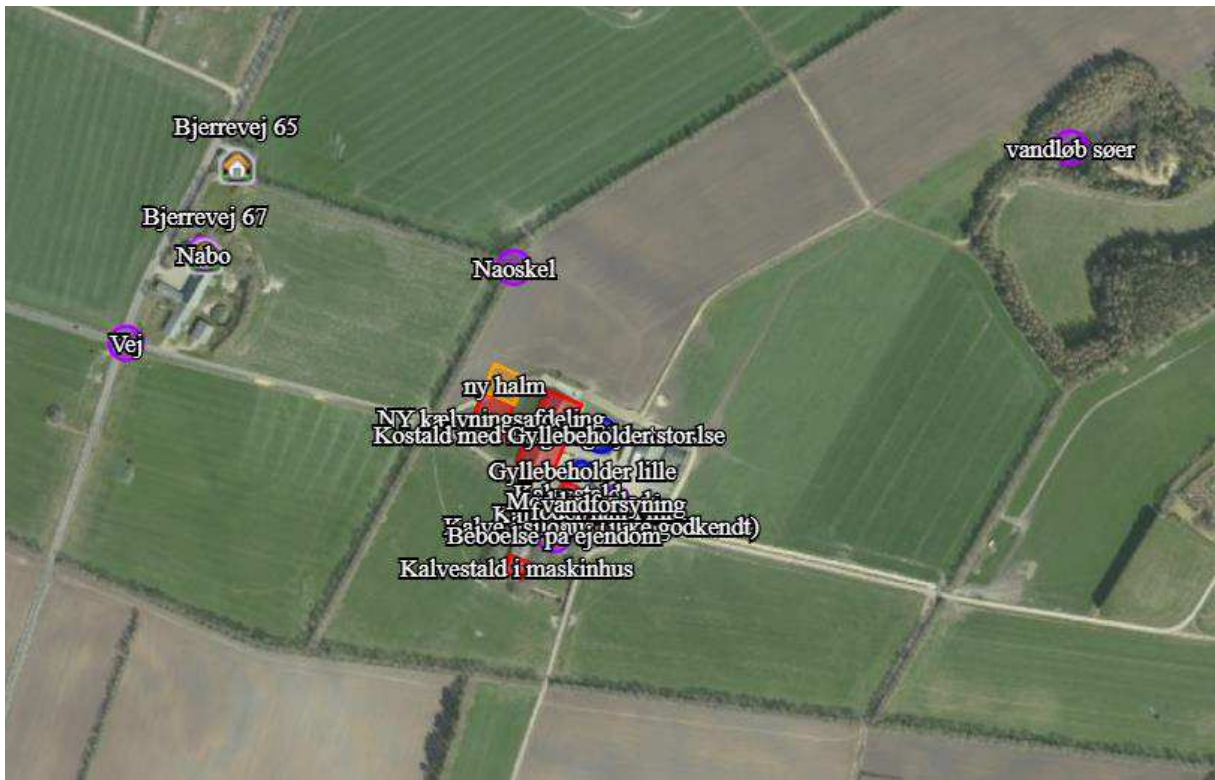 Bjerrevej 65
vandløb søer
Bjerrevej 67
Nabo
Naoskel
Vej
ny halm
NY kælvningsafdeling
Kostald med Gyllebeholder
Gyllebeholder lille
vandforsyning
godkendt)
Beboelse på ejendom
Kalvestald i maskinhus